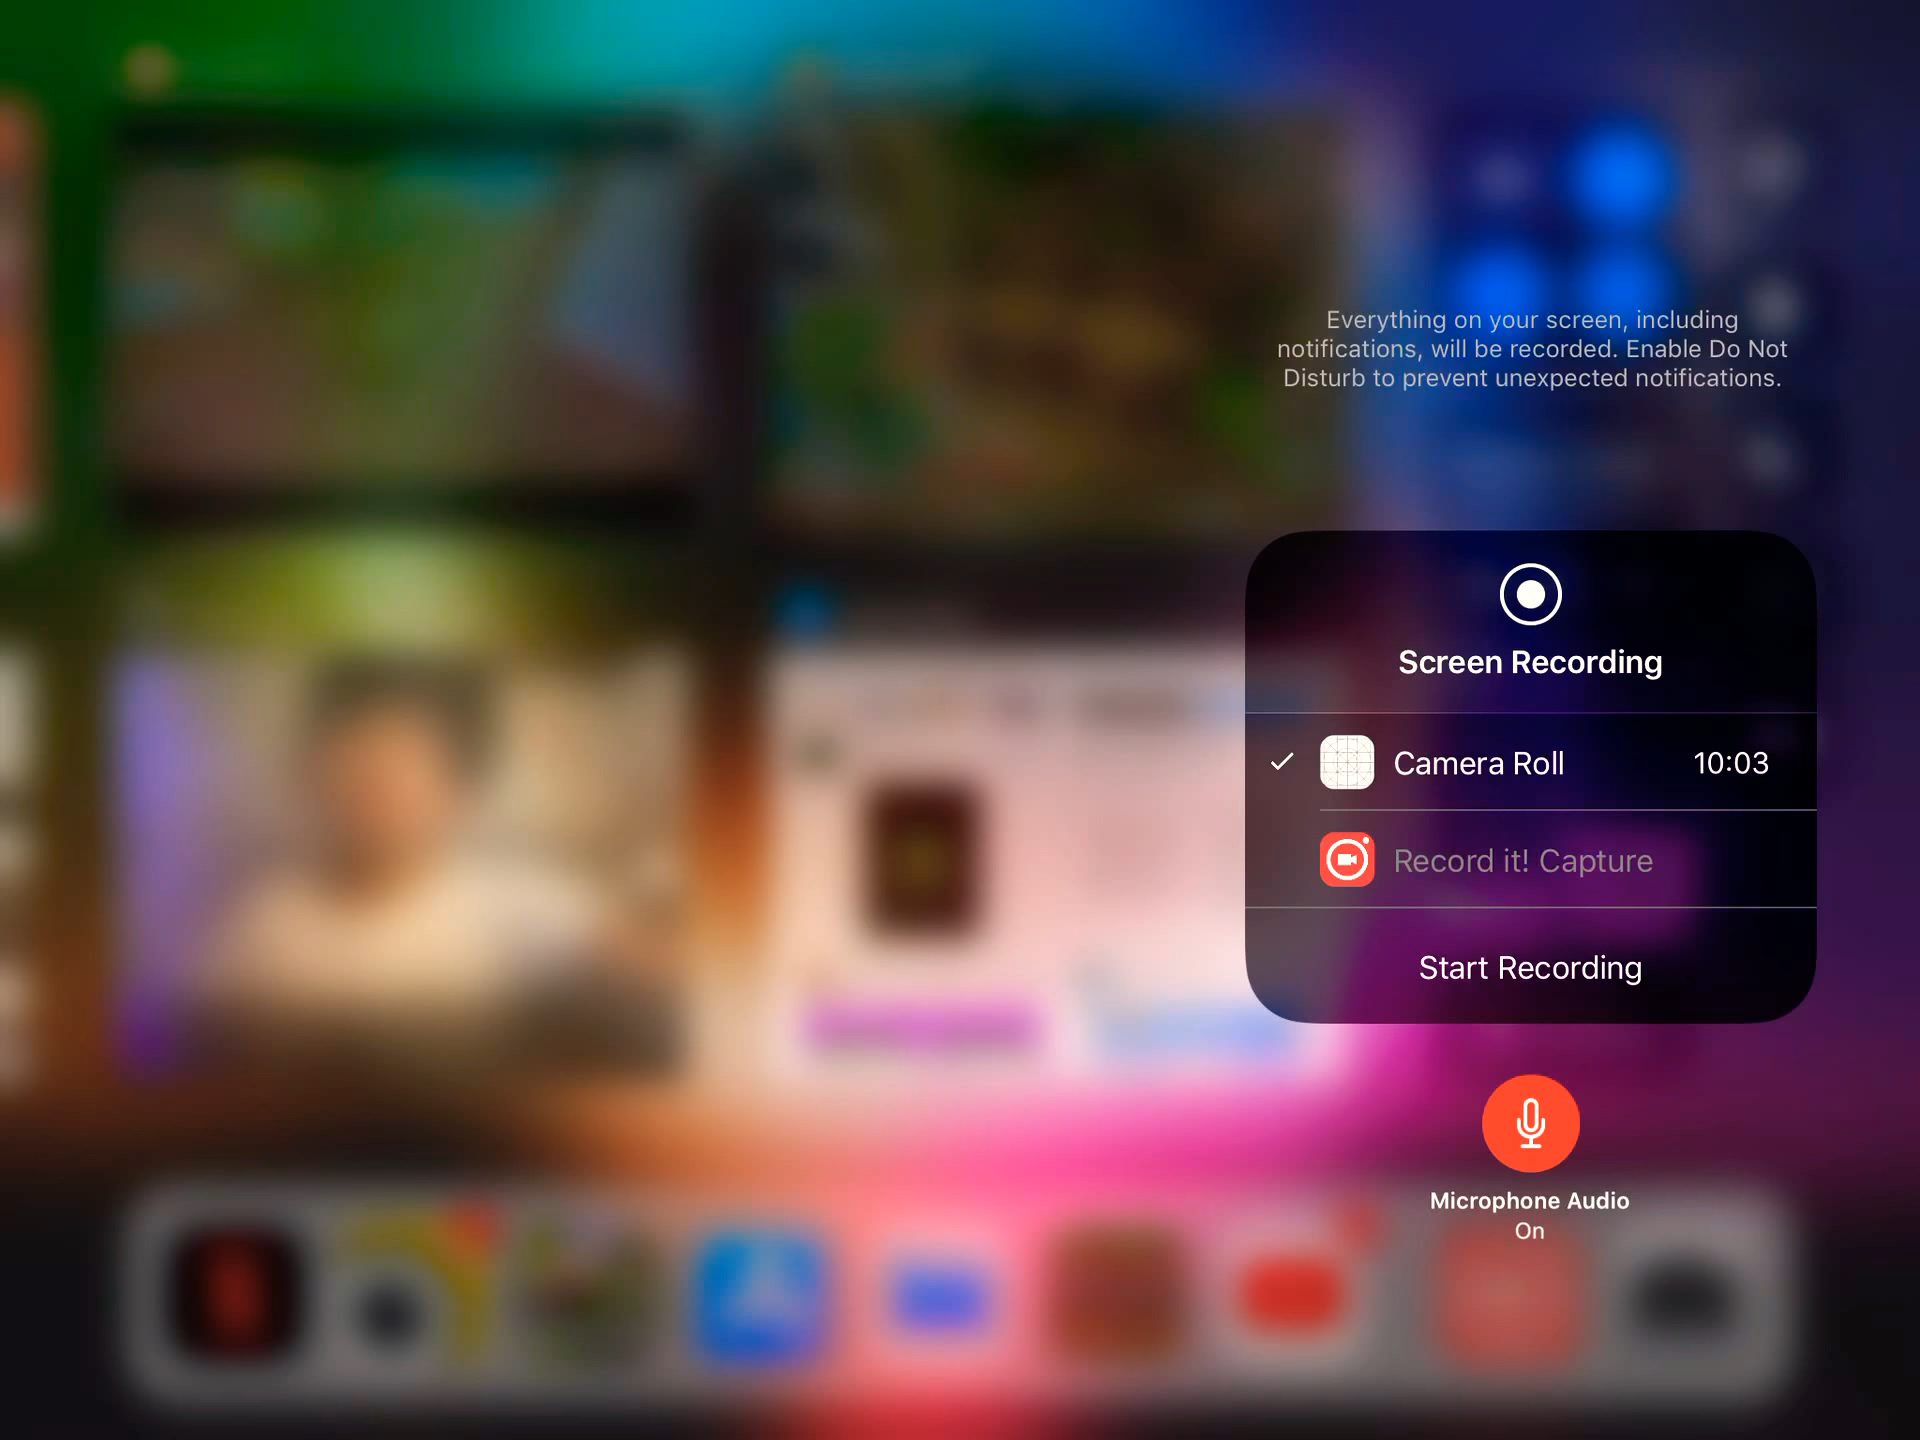 Everything on your screen, including
notifications, will be recorded. Enable Do Not
Disturb to prevent unexpected notifications.
Screen Recording
Camera Roll 10:03
Record it! Capture
Start Recording
Microphone Audio
On